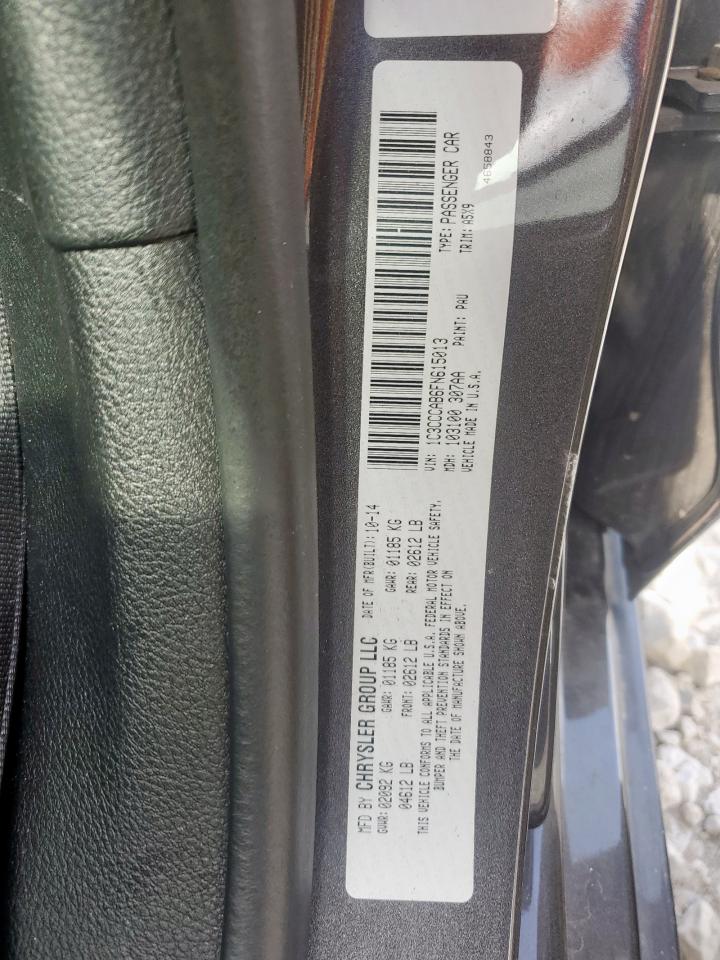 MFD BY CHRYSLER GROUP LLC DATE OF MFR(BUILT): 10-14
GVWR: 02092 KG GAWR: 01185 KG GAWR: 01185 KG
04612 LB FRONT: 02612 LB REAR: 02612 LB
THIS VEHICLE CONFORMS TO ALL APPLICABLE U.S.A. FEDERAL MOTOR VEHICLE SAFETY,
BUMPER AND THEFT PREVENTION STANDARDS IN EFFECT ON
THE DATE OF MANUFACTURE SHOWN ABOVE.
VIN: 1C3CCCAB6FN615013 TYPE: PASSENGER CAR
MDH: 103100 307AA PAINT: PAU TRIM: A5X9
VEHICLE MADE IN U.S.A.
4658843